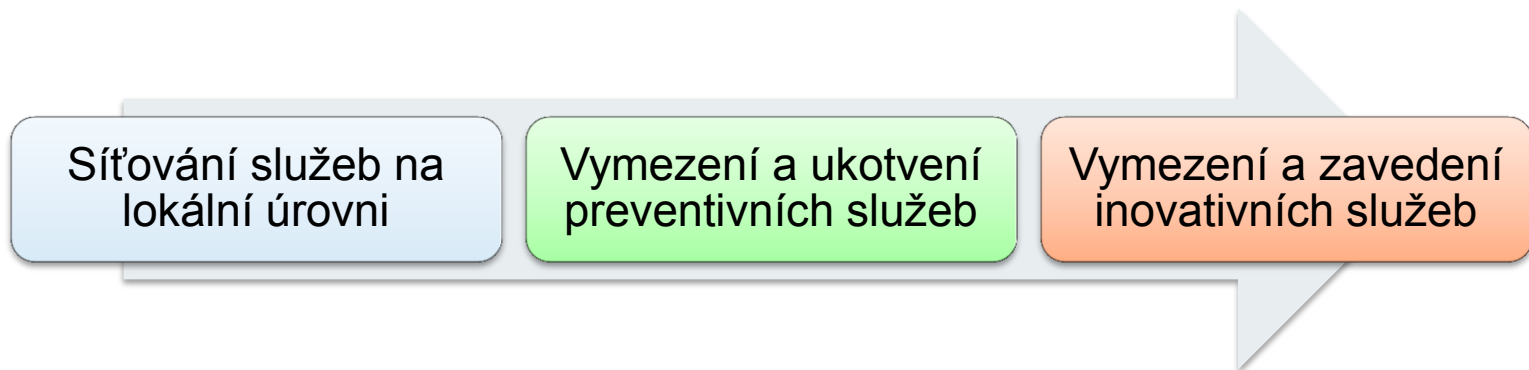 Síťování služeb na
lokální úrovni
Vymezení a ukotvení
preventivních služeb
Vymezení a zavedení
inovativních služeb